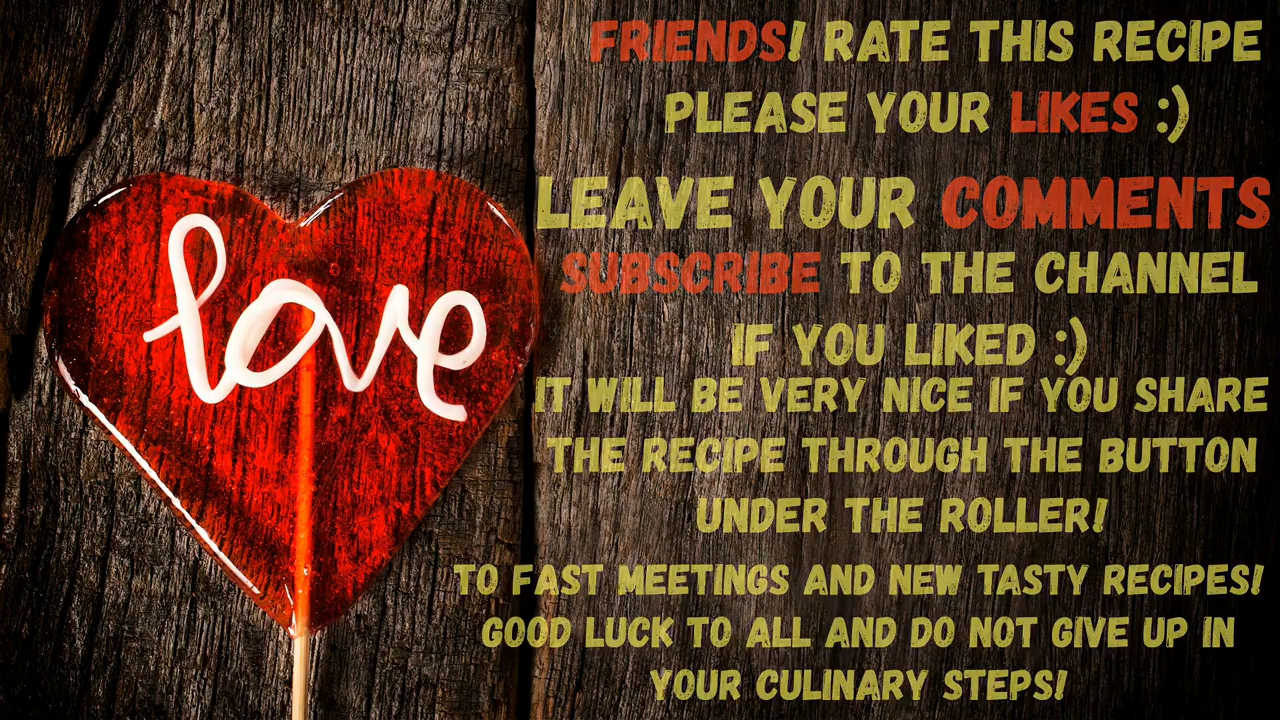 love
FRIENDS! RATE THIS RECIPE
PLEASE YOUR LIKES :)
LEAVE YOUR COMMENTS
SUBSCRIBE TO THE CHANNEL
IF YOU LIKED :)
IT WILL BE VERY NICE IF YOU SHARE
THE RECIPE THROUGH THE BUTTON
UNDER THE ROLLER!
TO FAST MEETINGS AND NEW TASTY RECIPES!
GOOD LUCK TO ALL AND DO NOT GIVE UP IN
YOUR CULINARY STEPS!